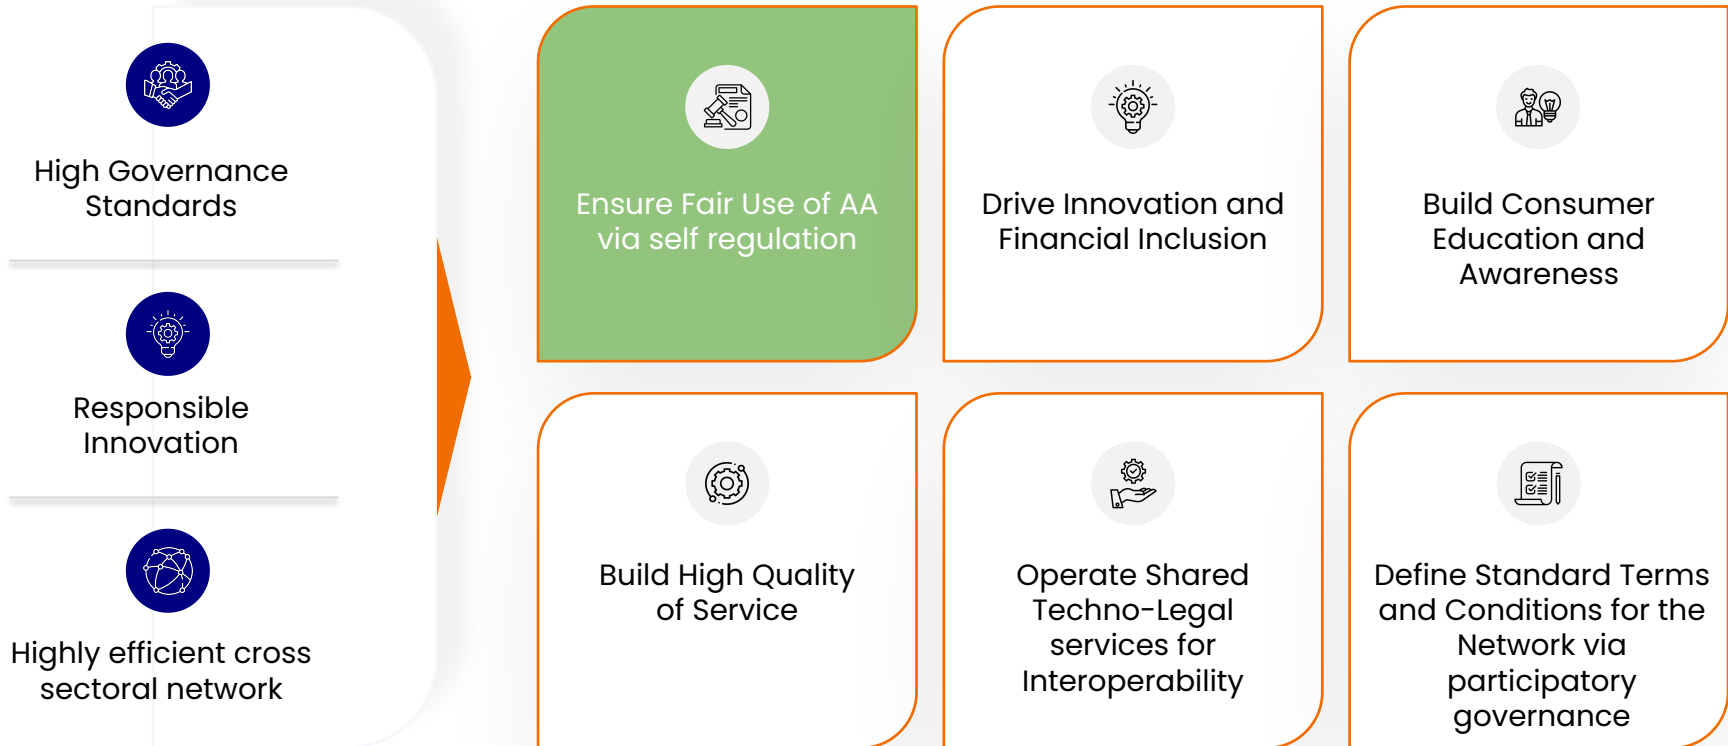 High Governance
Standards
Responsible
Innovation
Highly efficient cross
sectoral network
Ensure Fair Use of AA
via self regulation
Drive Innovation and
Financial Inclusion
Build Consumer
Education and
Awareness
Build High Quality
of Service
Operate Shared
Techno-Legal
services for
Interoperability
Define Standard Terms
and Conditions for the
Network via
participatory
governance